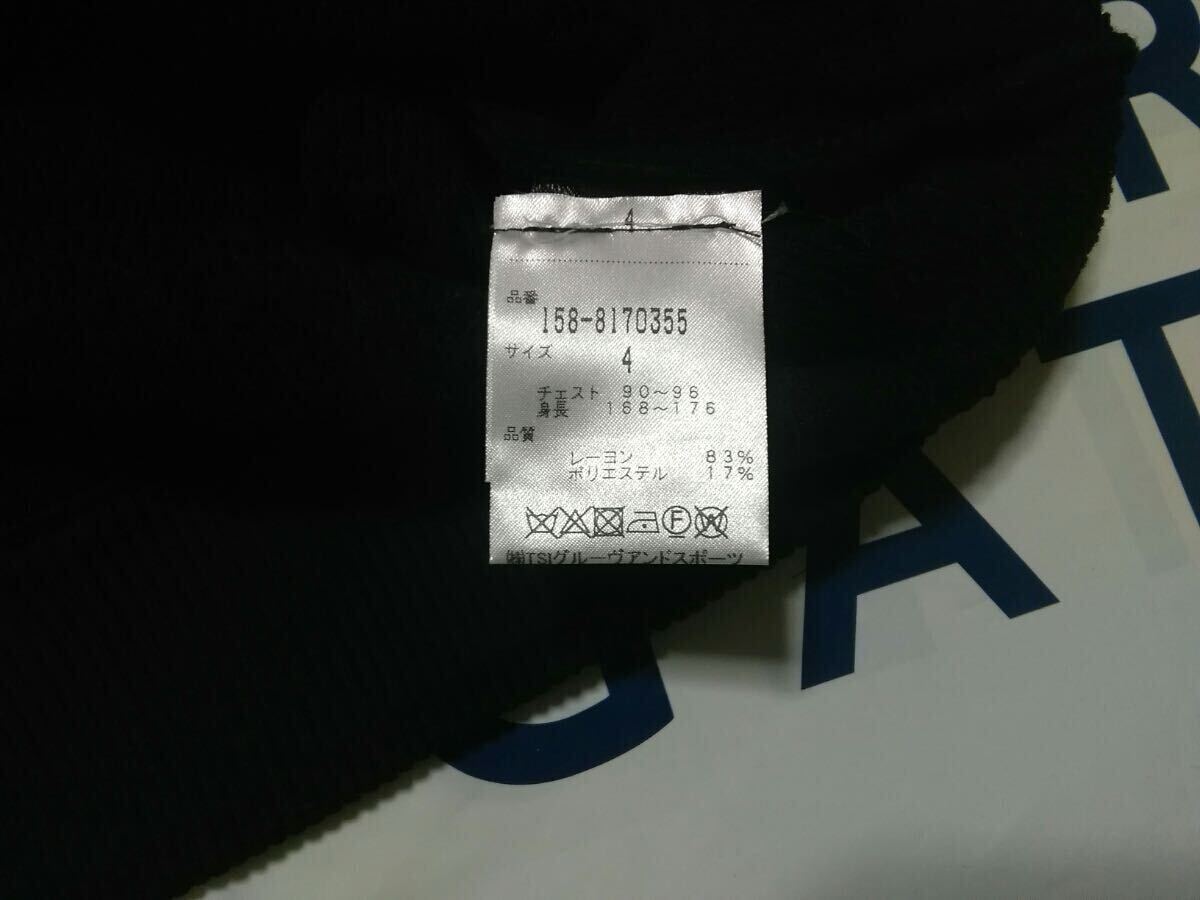 4
品番
158-8170355
サイズ
4
チェスト 90~96
身長 168~176
品質
レーヨン 83%
ポリエステル 17%
㈱TSIグルーヴアンドスポーツ